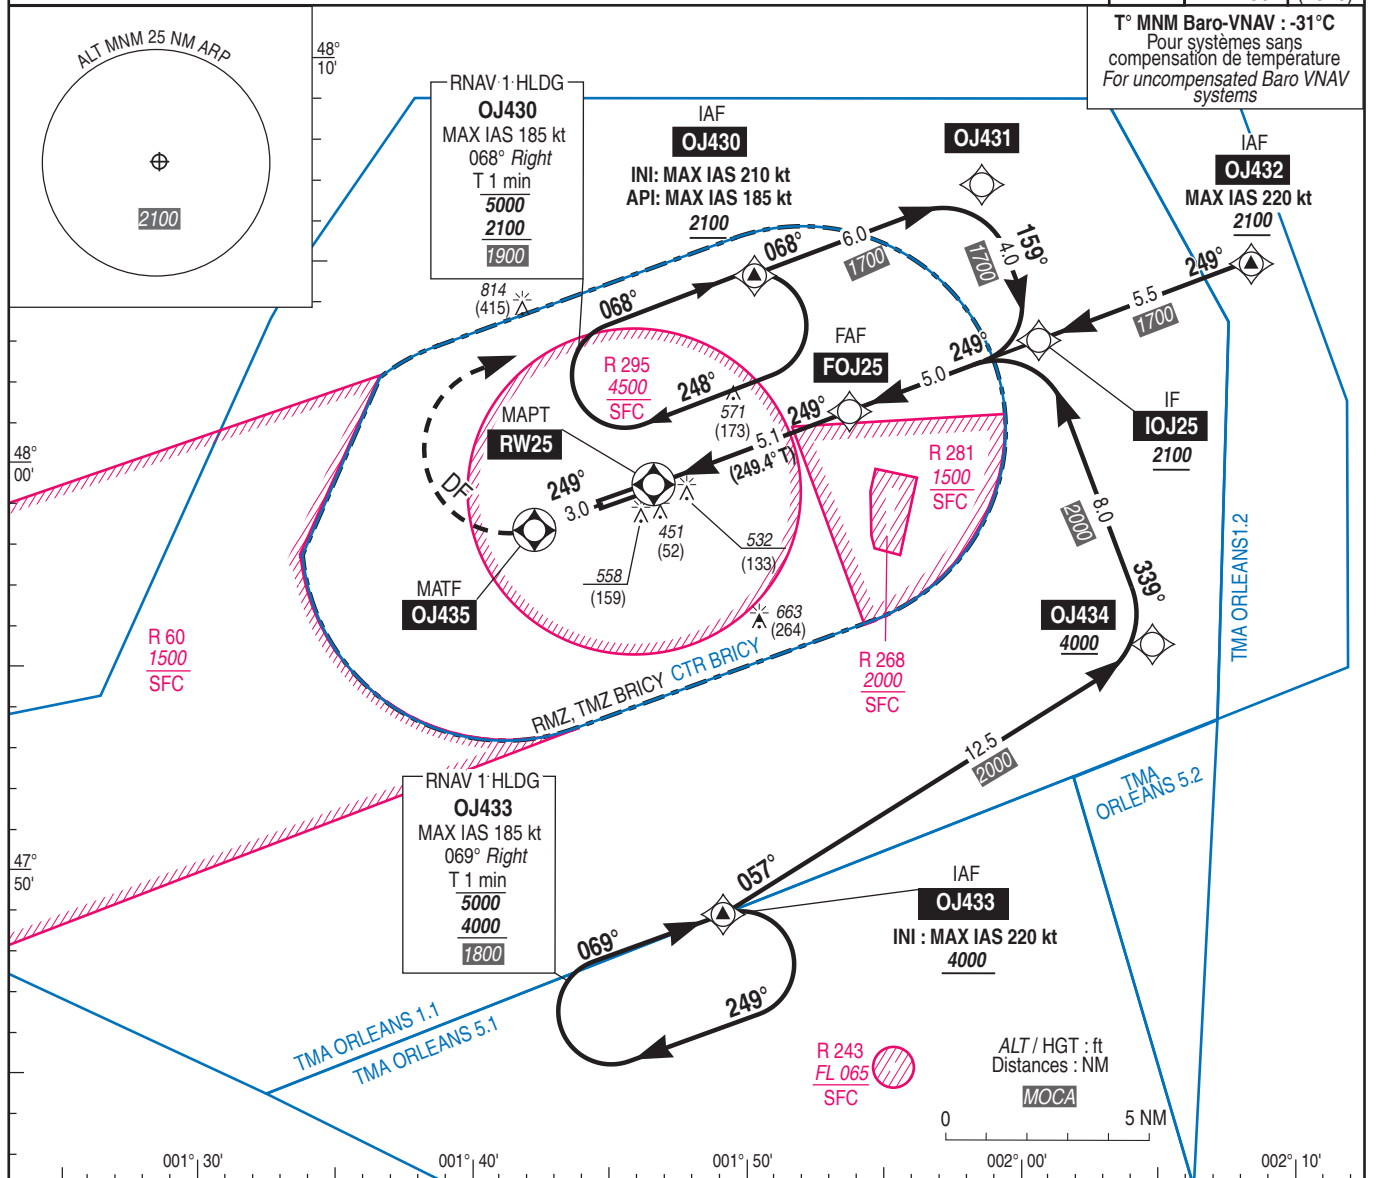 ALT MNM 25 NM ARP
2100
48°
10'
T° MNM Baro-VNAV : -31°C
Pour systèmes sans
compensation de température
For uncompensated Baro VNAV
systems
RNAV 1 HLDG
OJ430
MAX IAS 185 kt
068° Right
T 1 min
5000
2100
1900
IAF
OJ430
INI: MAX IAS 210 kt
API: MAX IAS 185 kt
2100
OJ431
IAF
OJ432
MAX IAS 220 kt
2100
068°
6.0
1700
159°
4.0
1700
249°
5.5
1700
814
(415)
068°
R 295
4500
SFC
248°
571
(173)
FAF
FOJ25
249°
5.0
249°
5.1
(249.4° T)
IF
IOJ25
2100
MAPT
RW25
48°
00'
DF
249°
3.0
R 281
1500
SFC
8.0
2000
451
(52)
532
(133)
558
(159)
MATF
OJ435
663
(264)
339°
OJ434
4000
TMA ORLEANS1.2
R 60
1500
SFC
R 268
2000
SFC
RMZ, TMZ BRICY CTR BRICY
12.5
2000
TMA
ORLEANS 5.2
RNAV 1 HLDG
OJ433
MAX IAS 185 kt
069° Right
T 1 min
5000
4000
1800
47°
50'
057°
IAF
OJ433
INI : MAX IAS 220 kt
4000
069°
249°
TMA ORLEANS 1.1
TMA ORLEANS 5.1
R 243
FL 065
SFC
ALT / HGT : ft
Distances : NM
MOCA
0
5 NM
001° 30'
001° 40'
001° 50'
002° 00'
002° 10'